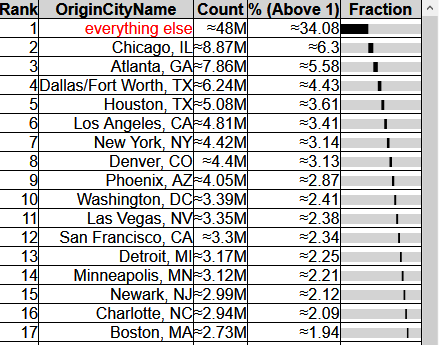 Rank OriginCityName Count % (Above 1) Fraction
1 everything else ≈48M ≈34.08
2 Chicago, IL ≈8.87M ≈6.3
3 Atlanta, GA ≈7.86M ≈5.58
4 Dallas/Fort Worth, TX ≈6.24M ≈4.43
5 Houston, TX ≈5.08M ≈3.61
6 Los Angeles, CA ≈4.81M ≈3.41
7 New York, NY ≈4.42M ≈3.14
8 Denver, CO ≈4.4M ≈3.13
9 Phoenix, AZ ≈4.05M ≈2.87
10 Washington, DC ≈3.39M ≈2.41
11 Las Vegas, NV ≈3.35M ≈2.38
12 San Francisco, CA ≈3.3M ≈2.34
13 Detroit, MI ≈3.17M ≈2.25
14 Minneapolis, MN ≈3.12M ≈2.21
15 Newark, NJ ≈2.99M ≈2.12
16 Charlotte, NC ≈2.94M ≈2.09
17 Boston, MA ≈2.73M ≈1.94